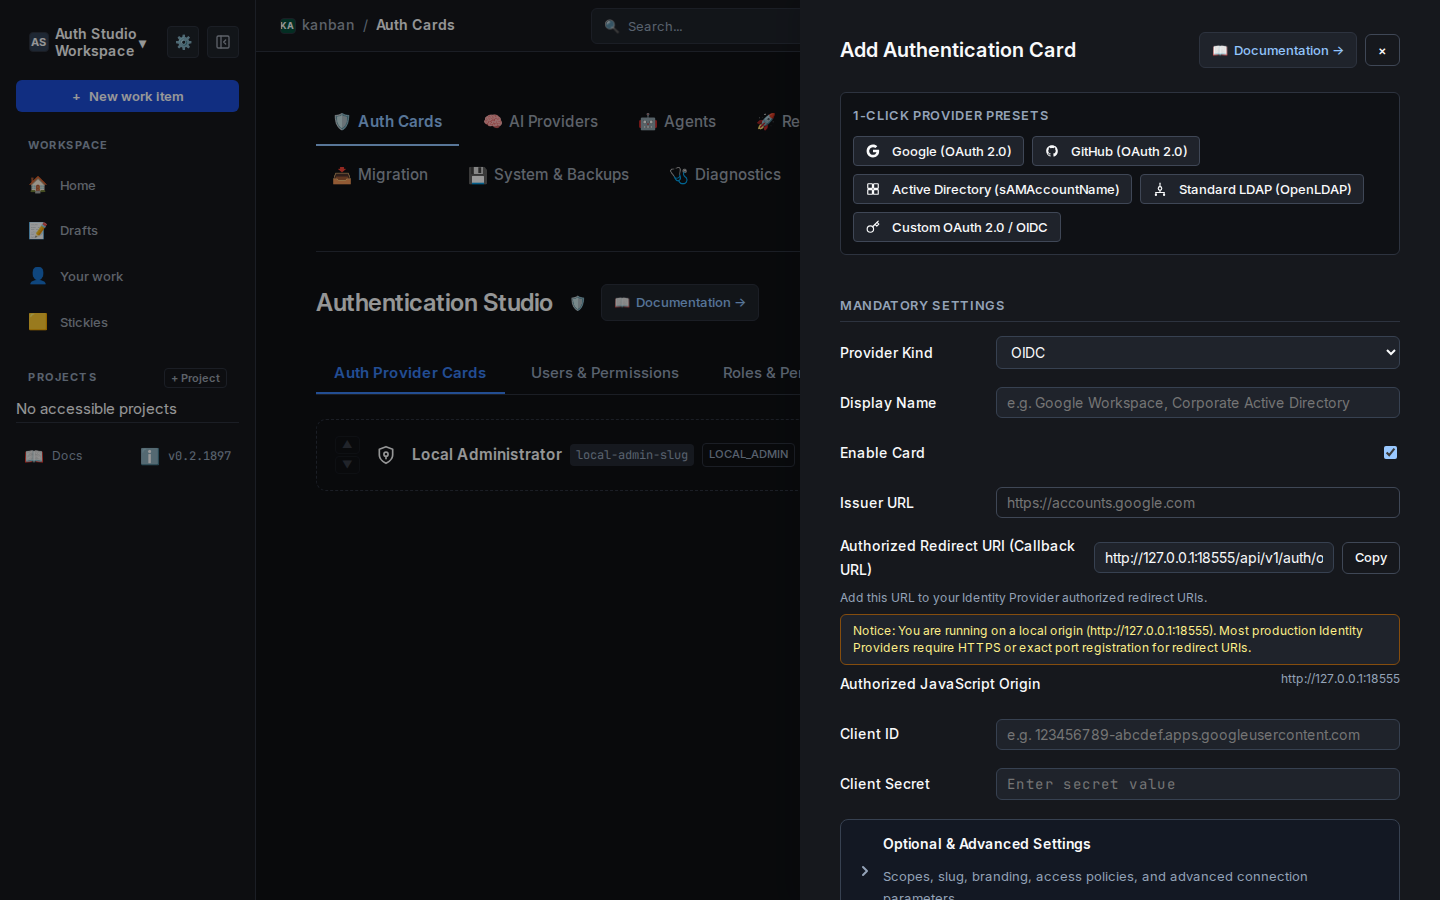 AS Auth Studio Workspace ▾
+ New work item
WORKSPACE
Home
Drafts
Your work
Stickies
PROJECTS
+ Project
No accessible projects
Docs
v0.2.1897
KA kanban / Auth Cards
Search...
Auth Cards
AI Providers
Agents
Re
Migration
System & Backups
Diagnostics
Authentication Studio
Documentation →
Auth Provider Cards
Users & Permissions
Roles & Per
Local Administrator
local-admin-slug
LOCAL_ADMIN
Add Authentication Card
Documentation →
×
1-CLICK PROVIDER PRESETS
Google (OAuth 2.0)
GitHub (OAuth 2.0)
Active Directory (sAMAccountName)
Standard LDAP (OpenLDAP)
Custom OAuth 2.0 / OIDC
MANDATORY SETTINGS
Provider Kind
OIDC
Display Name
e.g. Google Workspace, Corporate Active Directory
Enable Card
Issuer URL
https://accounts.google.com
Authorized Redirect URI (Callback
URL)
http://127.0.0.1:18555/api/v1/auth/o
Copy
Add this URL to your Identity Provider authorized redirect URIs.
Notice: You are running on a local origin (http://127.0.0.1:18555). Most production Identity
Providers require HTTPS or exact port registration for redirect URIs.
Authorized JavaScript Origin
http://127.0.0.1:18555
Client ID
e.g. 123456789-abcdef.apps.googleusercontent.com
Client Secret
Enter secret value
Optional & Advanced Settings
Scopes, slug, branding, access policies, and advanced connection
parameters